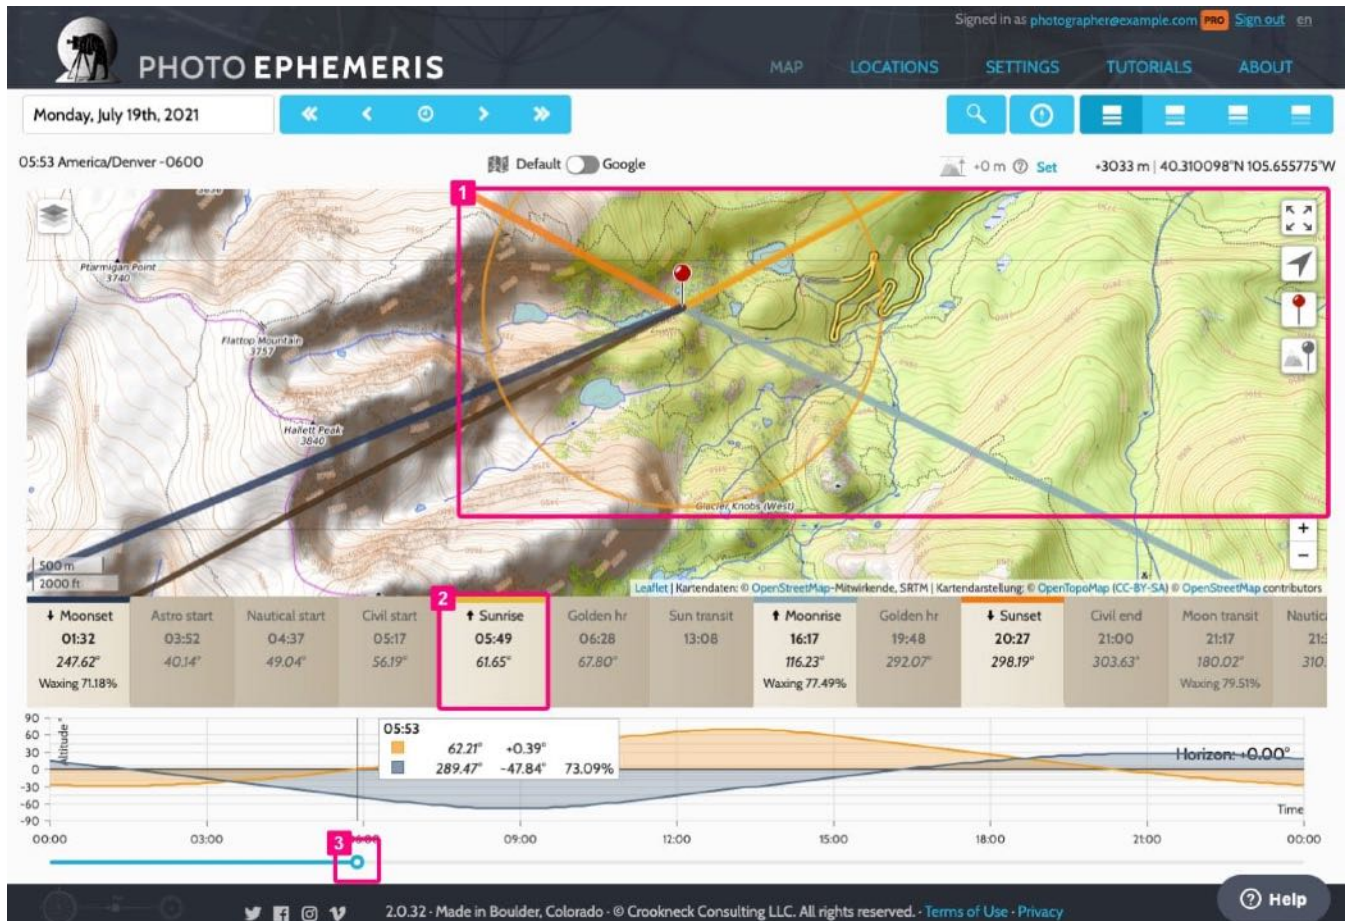 Signed in as photographer@example.com PRO Sign out en
PHOTO EPHEMERIS
MAP LOCATIONS SETTINGS TUTORIALS ABOUT
Monday, July 19th, 2021
05:53 America/Denver -0600
Default Google
+0 m Set
+3033 m | 40.310098°N 105.655775°W
1
Ptarmigan Point
3740
Flattop Mountain
3757
Hallett Peak
3840
Glacier Knobs (West)
+
−
500 m
2000 ft
Leaflet | Kartendaten: © OpenStreetMap-Mitwirkende, SRTM | Kartendarstellung: © OpenTopoMap (CC-BY-SA) © OpenStreetMap contributors
2
Moonset Astro start Nautical start Civil start Sunrise Golden hr Sun transit Moonrise Golden hr Sunset Civil end Moon transit Nautica
01:32 03:52 04:37 05:17 05:49 06:28 13:08 16:17 19:48 20:27 21:00 21:17
247.62° 40.14° 49.04° 56.19° 61.65° 67.80° 116.23° 292.07° 298.19° 303.63° 180.02° 310.
Waxing 71.18% Waxing 77.49% Waxing 79.51%
90
60
30
0
-30
-60
-90
Altitude°
05:53
62.21° +0.39°
289.47° -47.84° 73.09%
Horizon: +0.00°
Time
00:00 03:00 06:00 09:00 12:00 15:00 18:00 21:00 00:00
3
2.0.32 · Made in Boulder, Colorado · © Crookneck Consulting LLC. All rights reserved. · Terms of Use · Privacy
Help